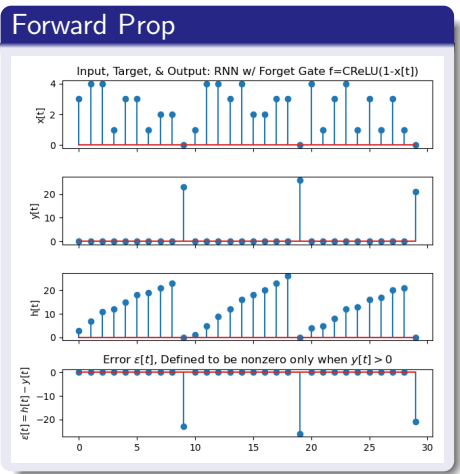 Forward Prop
Input, Target, & Output: RNN w/ Forget Gate f=CReLU(1-x[t])
4
2
0
x[t]
20
10
0
y[t]
20
10
0
h[t]
Error ε[t], Defined to be nonzero only when y[t]>0
0
−10
−20
ε[t] = h[t] − y[t]
0 5 10 15 20 25 30